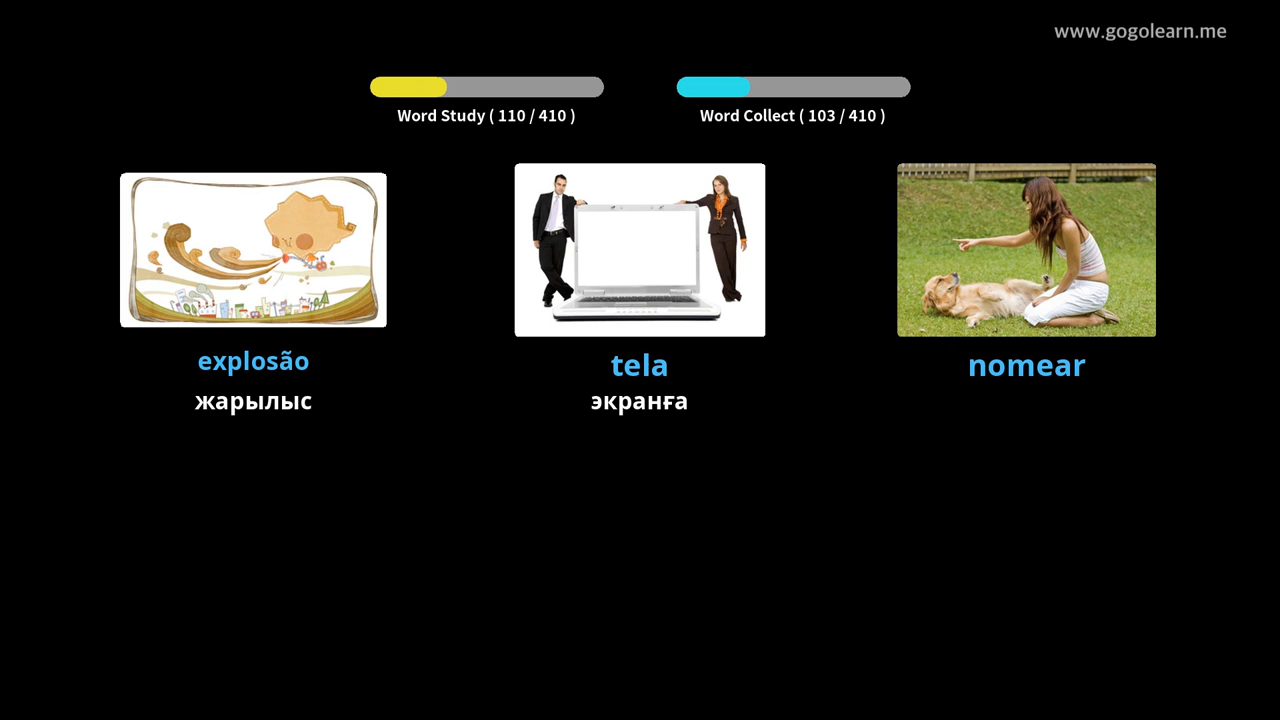 www.gogolearn.me
Word Study ( 110 / 410 )
Word Collect ( 103 / 410 )
explosão
жарылыс
tela
экранға
nomear